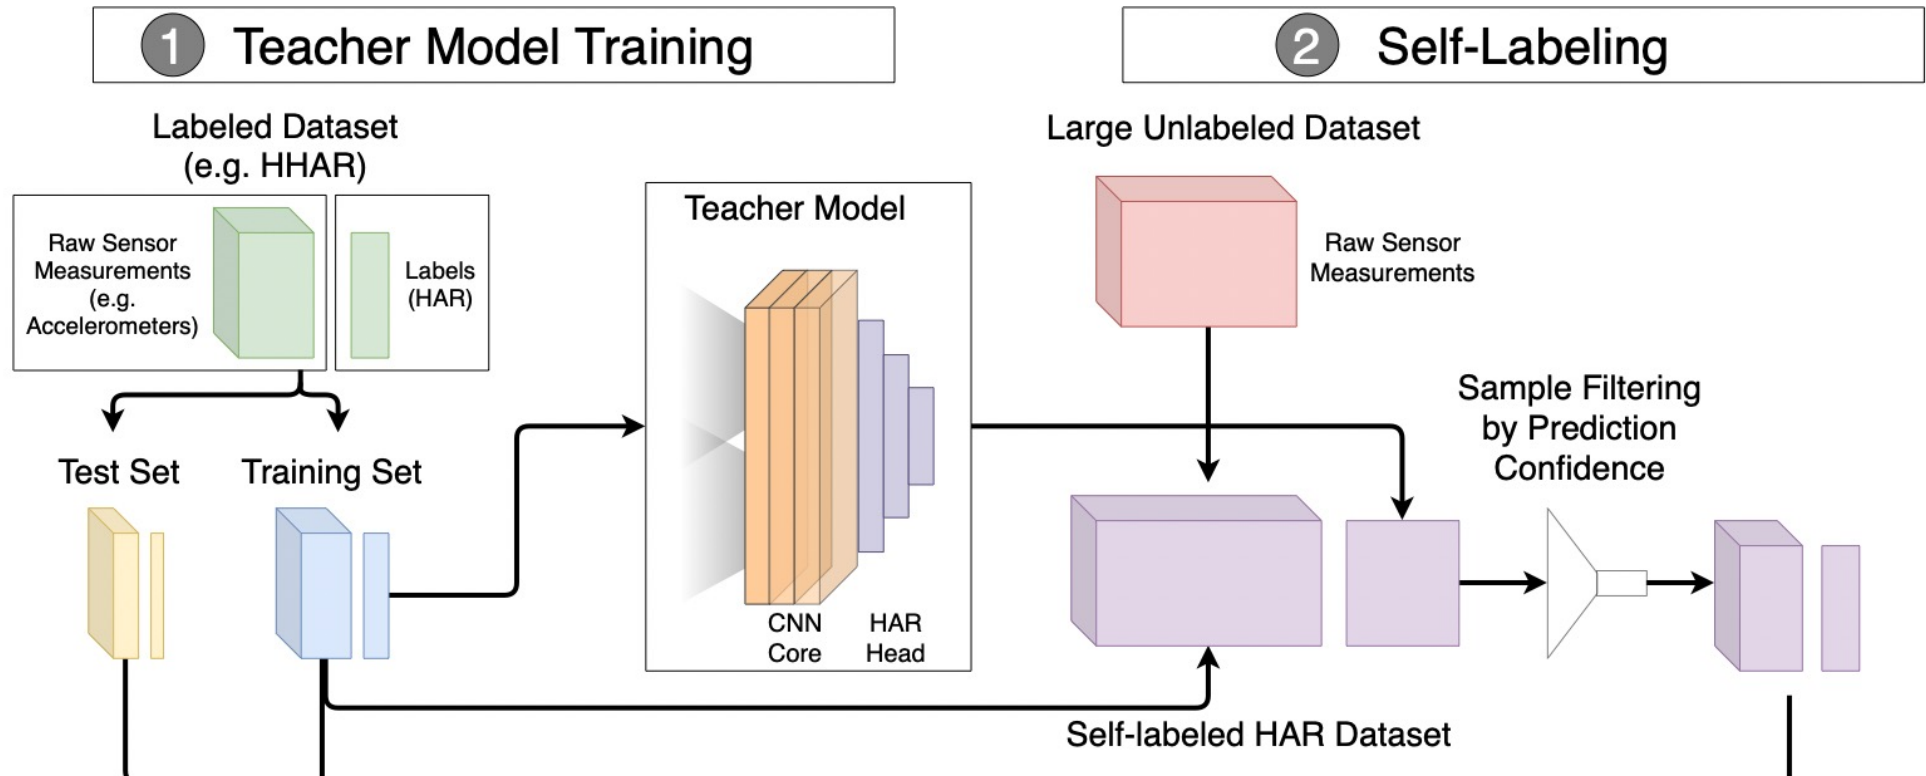 1 Teacher Model Training
2 Self-Labeling
Labeled Dataset
(e.g. HHAR)
Raw Sensor
Measurements
(e.g.
Accelerometers)
Labels
(HAR)
Test Set
Training Set
Teacher Model
CNN
Core
HAR
Head
Large Unlabeled Dataset
Raw Sensor
Measurements
Sample Filtering
by Prediction
Confidence
Self-labeled HAR Dataset